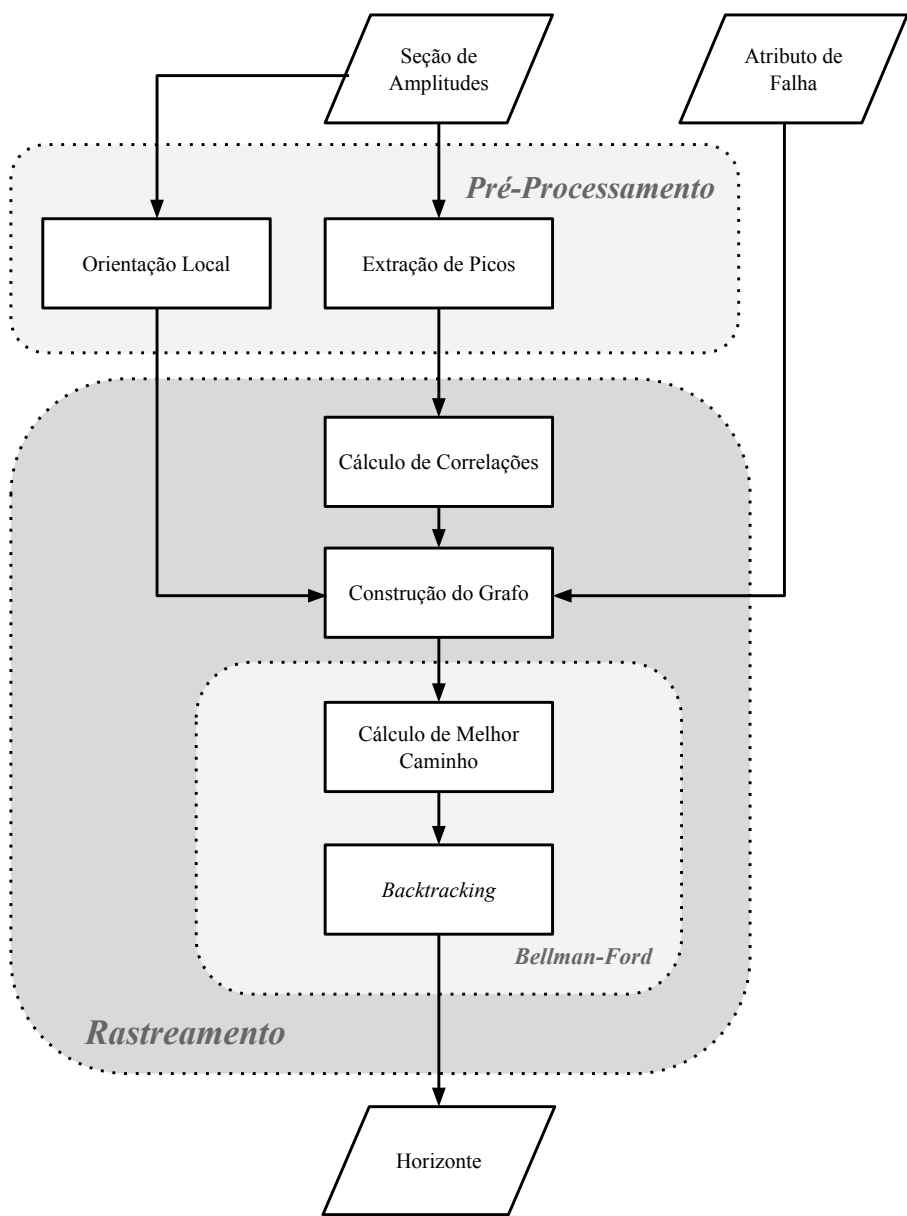 Seção de
Amplitudes
Atributo de
Falha
Pré-Processamento
Orientação Local
Extração de Picos
Cálculo de Correlações
Construção do Grafo
Cálculo de Melhor
Caminho
Backtracking
Bellman-Ford
Rastreamento
Horizonte